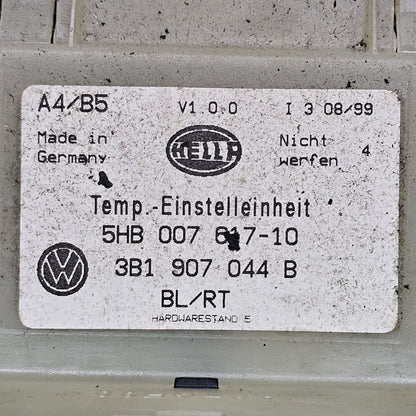 A4/B5 V1.0.0 I 3 08/99
Made in Germany
HELLA
Nicht werfen 4
Temp.-Einstelleinheit
5HB 007 617-10
VW
3B1 907 044 B
BL/RT
HARDWARESTAND 5